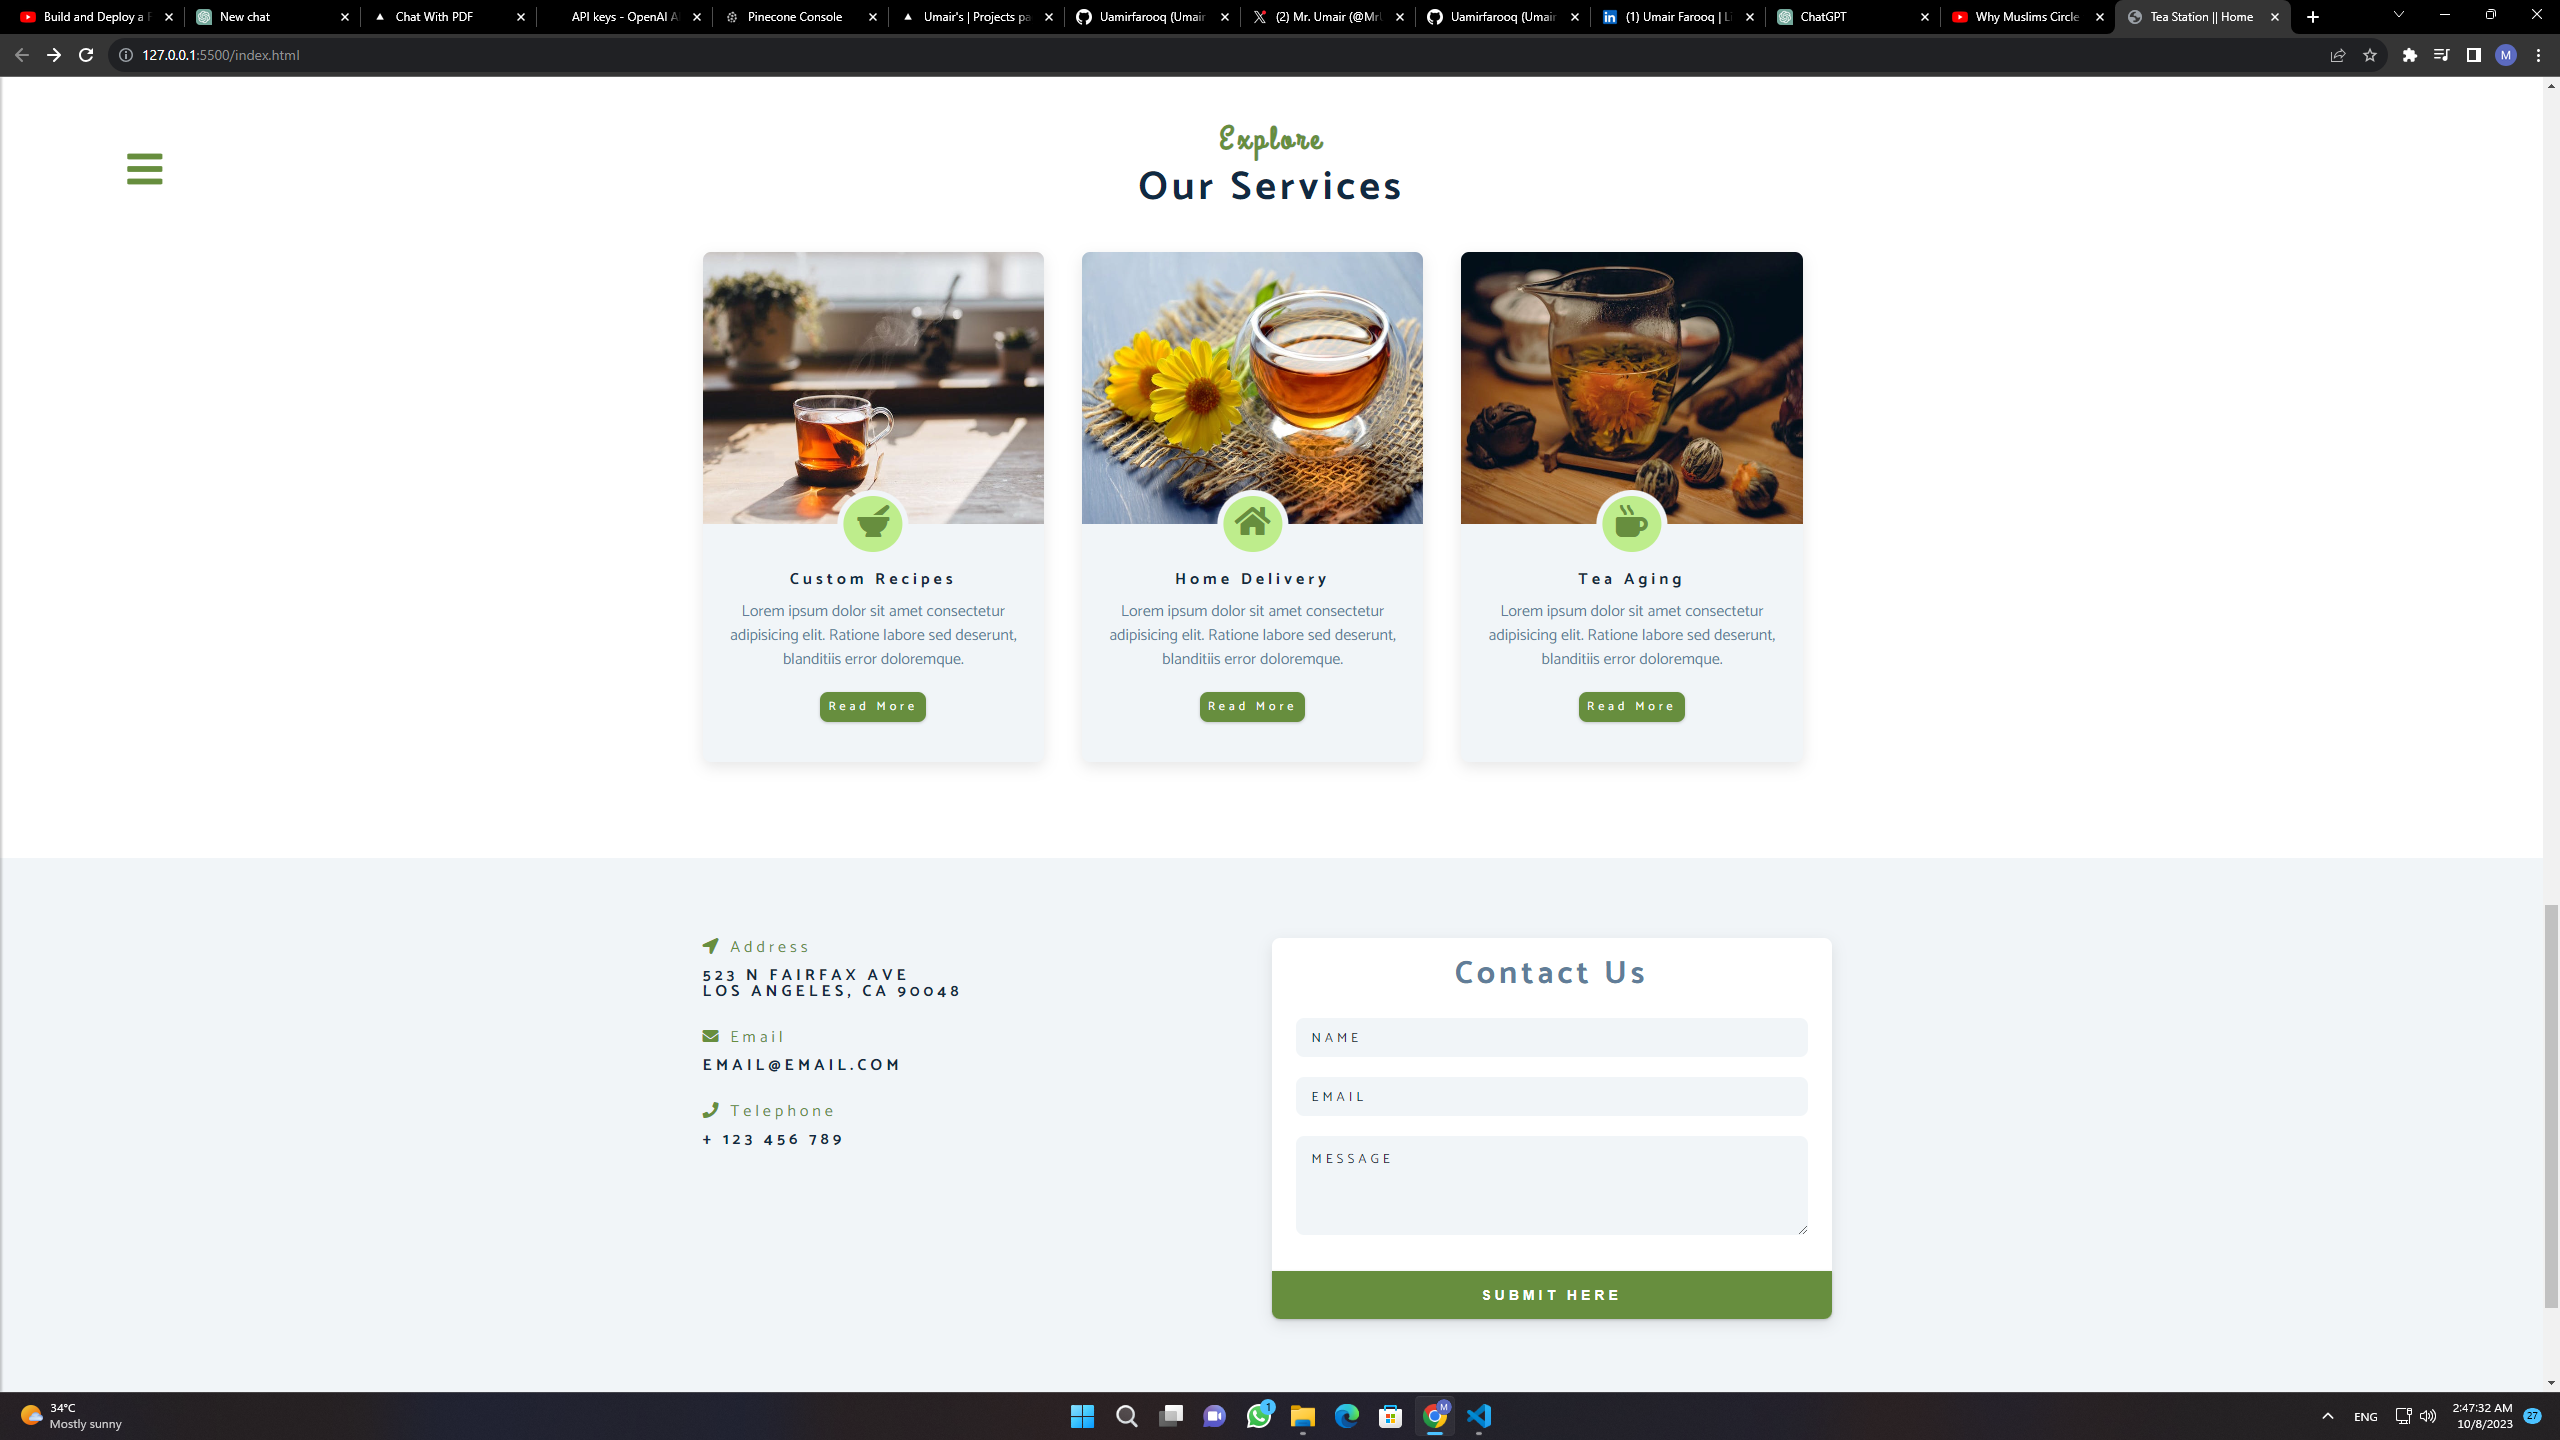 Build and Deploy a F
New chat
Chat With PDF
API keys - OpenAI A
Pinecone Console
Umair's | Projects pa
Uamirfarooq (Umair
(2) Mr. Umair (@Mr
Uamirfarooq (Umair
(1) Umair Farooq | Li
ChatGPT
Why Muslims Circle
Tea Station || Home
127.0.0.1:5500/index.html
M
Explore
Our Services
Custom Recipes
Lorem ipsum dolor sit amet consectetur
adipisicing elit. Ratione labore sed deserunt,
blanditiis error doloremque.
Read More
Home Delivery
Lorem ipsum dolor sit amet consectetur
adipisicing elit. Ratione labore sed deserunt,
blanditiis error doloremque.
Read More
Tea Aging
Lorem ipsum dolor sit amet consectetur
adipisicing elit. Ratione labore sed deserunt,
blanditiis error doloremque.
Read More
Address
523 N FAIRFAX AVE
LOS ANGELES, CA 90048
Email
EMAIL@EMAIL.COM
Telephone
+ 123 456 789
Contact Us
NAME
EMAIL
MESSAGE
SUBMIT HERE
34°C
Mostly sunny
1
M
ENG
2:47:32 AM
10/8/2023
27